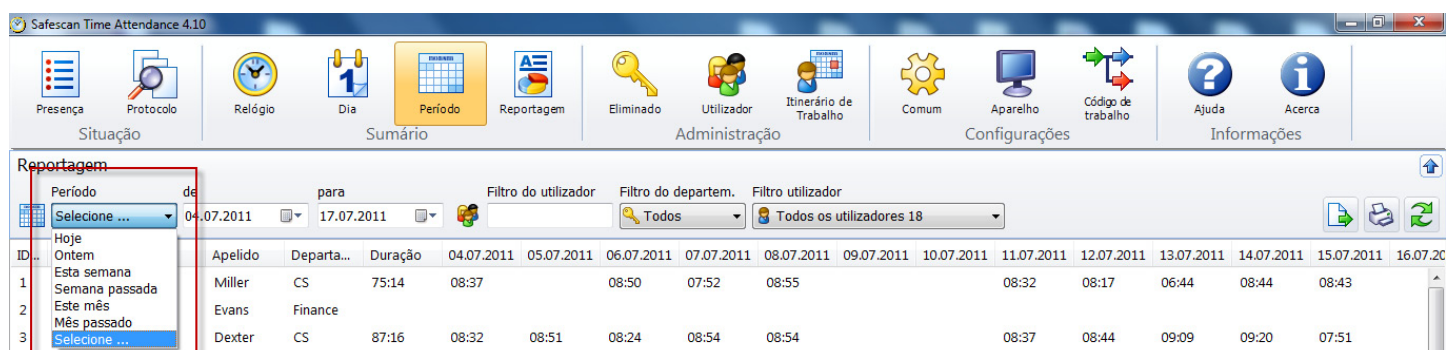 Safescan Time Attendance 4.10
Presença Protocolo Relógio Dia Período Reportagem Eliminado Utilizador Itinerário de Trabalho Comum Aparelho Código de trabalho Ajuda Acerca
Situação Sumário Administração Configurações Informações
Reportagem
Período de para Filtro do utilizador Filtro do departem. Filtro utilizador
Selecione ... 04.07.2011 17.07.2011 Todos Todos os utilizadores 18
Hoje
ID... Ontem Apelido Departa... Duração 04.07.2011 05.07.2011 06.07.2011 07.07.2011 08.07.2011 09.07.2011 10.07.2011 11.07.2011 12.07.2011 13.07.2011 14.07.2011 15.07.2011 16.07.20
Esta semana
1 Semana passada Miller CS 75:14 08:37 08:50 07:52 08:55 08:32 08:17 06:44 08:44 08:43
Este mês
2 Mês passado Evans Finance
3 Selecione ... Dexter CS 87:16 08:32 08:51 08:24 08:54 08:54 08:37 08:44 09:09 09:20 07:51